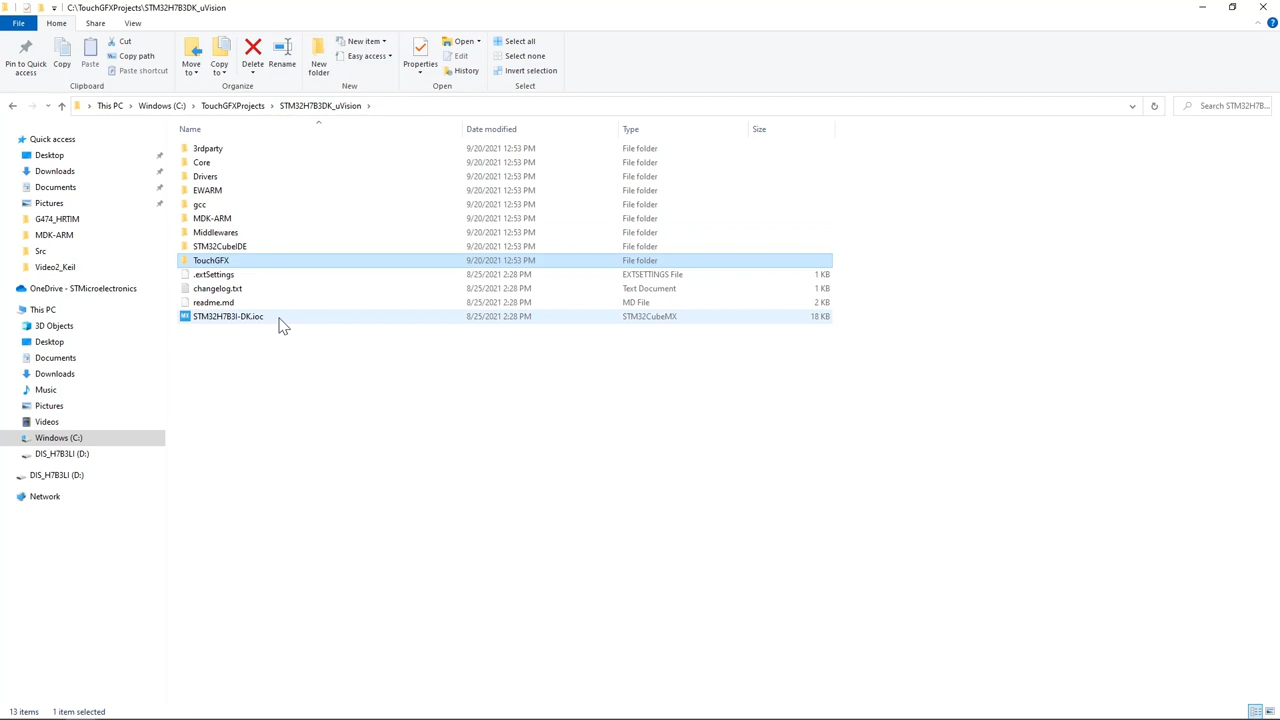 C:\TouchGFXProjects\STM32H7B3DK_uVision
File Home Share View
Pin to Quick access
Copy
Paste
Cut
Copy path
Paste shortcut
Clipboard
Move to
Copy to
Delete
Rename
Organize
New folder
New item
Easy access
New
Properties
Open
Edit
History
Open
Select all
Select none
Invert selection
Select
This PC > Windows (C:) > TouchGFXProjects > STM32H7B3DK_uVision >
Search STM32H7B...
Quick access
Desktop
Downloads
Documents
Pictures
G474_HRTIM
MDK-ARM
Src
Video2_Keil
OneDrive - STMicroelectronics
This PC
3D Objects
Desktop
Documents
Downloads
Music
Pictures
Videos
Windows (C:)
DIS_H7B3LI (D:)
DIS_H7B3LI (D:)
Network
Name Date modified Type Size
3rdparty 9/20/2021 12:53 PM File folder
Core 9/20/2021 12:53 PM File folder
Drivers 9/20/2021 12:53 PM File folder
EWARM 9/20/2021 12:53 PM File folder
gcc 9/20/2021 12:53 PM File folder
MDK-ARM 9/20/2021 12:53 PM File folder
Middlewares 9/20/2021 12:53 PM File folder
STM32CubeIDE 9/20/2021 12:53 PM File folder
TouchGFX 9/20/2021 12:53 PM File folder
.extSettings 8/25/2021 2:28 PM EXTSETTINGS File 1 KB
changelog.txt 8/25/2021 2:28 PM Text Document 1 KB
readme.md 8/25/2021 2:28 PM MD File 2 KB
MX STM32H7B3I-DK.ioc 8/25/2021 2:28 PM STM32CubeMX 18 KB
13 items 1 item selected